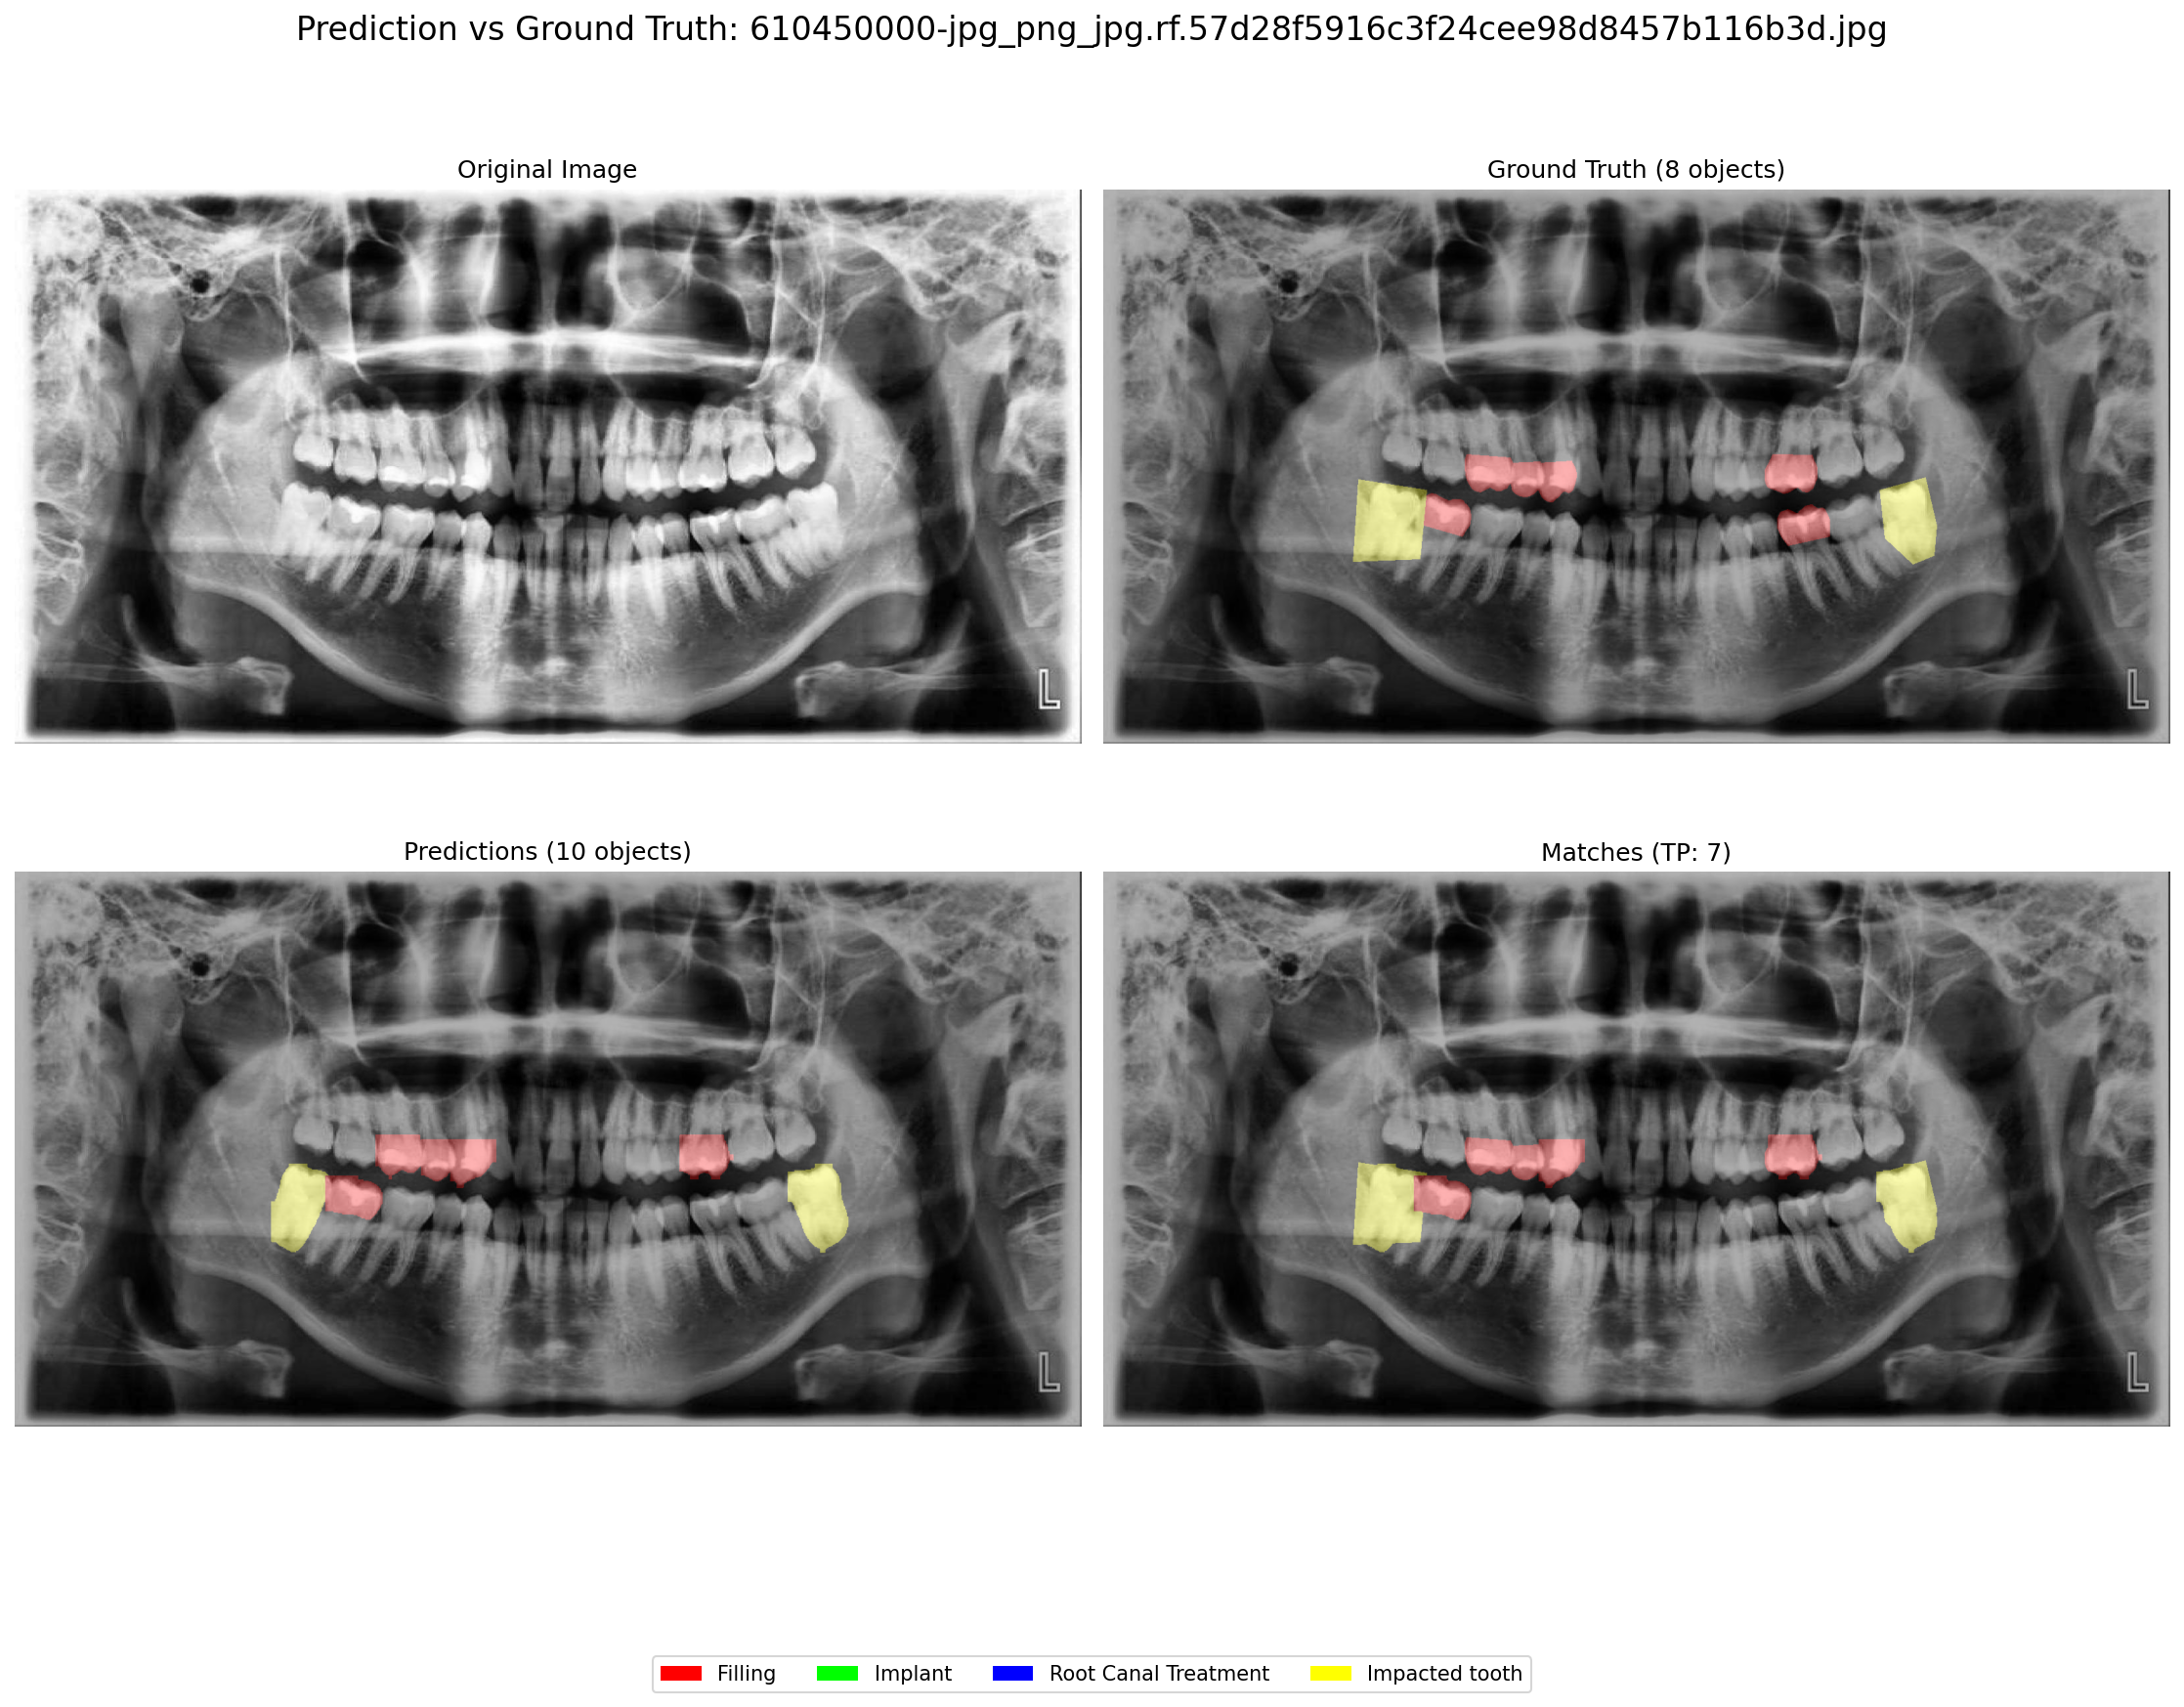 Prediction vs Ground Truth: 610450000-jpg_png_jpg.rf.57d28f5916c3f24cee98d8457b116b3d.jpg
Original Image
Ground Truth (8 objects)
L
L
Predictions (10 objects)
Matches (TP: 7)
L
L
Filling
Implant
Root Canal Treatment
Impacted tooth